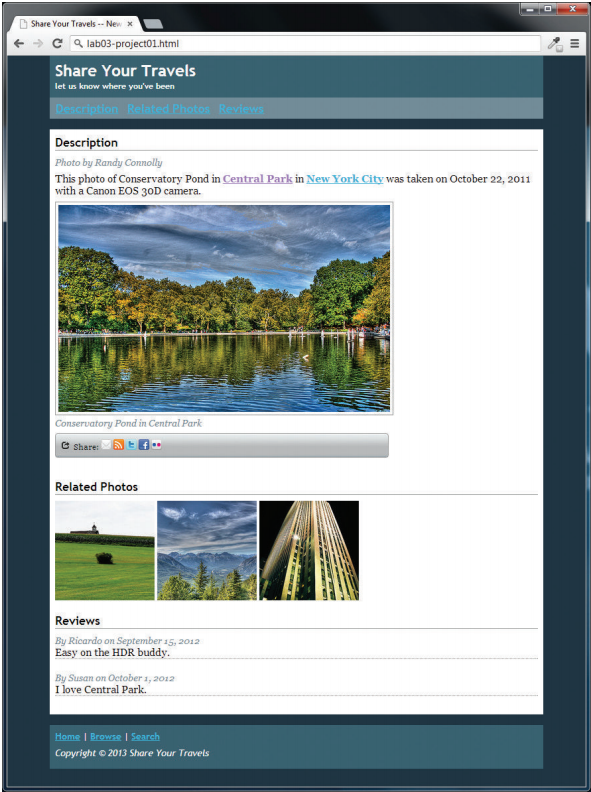 Share Your Travels -- New
lab03-project01.html
Share Your Travels
let us know where you've been
Description Related Photos Reviews
Description
Photo by Randy Connolly
This photo of Conservatory Pond in Central Park in New York City was taken on October 22, 2011
with a Canon EOS 30D camera.
Conservatory Pond in Central Park
Share:
Related Photos
Reviews
By Ricardo on September 15, 2012
Easy on the HDR buddy.
By Susan on October 1, 2012
I love Central Park.
Home | Browse | Search
Copyright © 2013 Share Your Travels